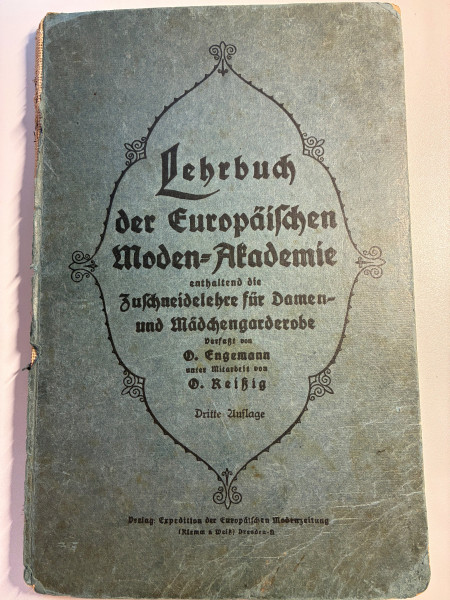 Lehrbuch
der Europäiſchen
Moden-Akademie
enthaltend die
Zuſchneidelehre für Damen-
und Mädchengarderobe
Verfaßt von
O. Engemann
unter Mitarbeit von
O. Reißig
Dritte Auflage
Verlag Expedition der Europäiſchen Modenzeitung
(Klemm & Weiß) Dresden-N